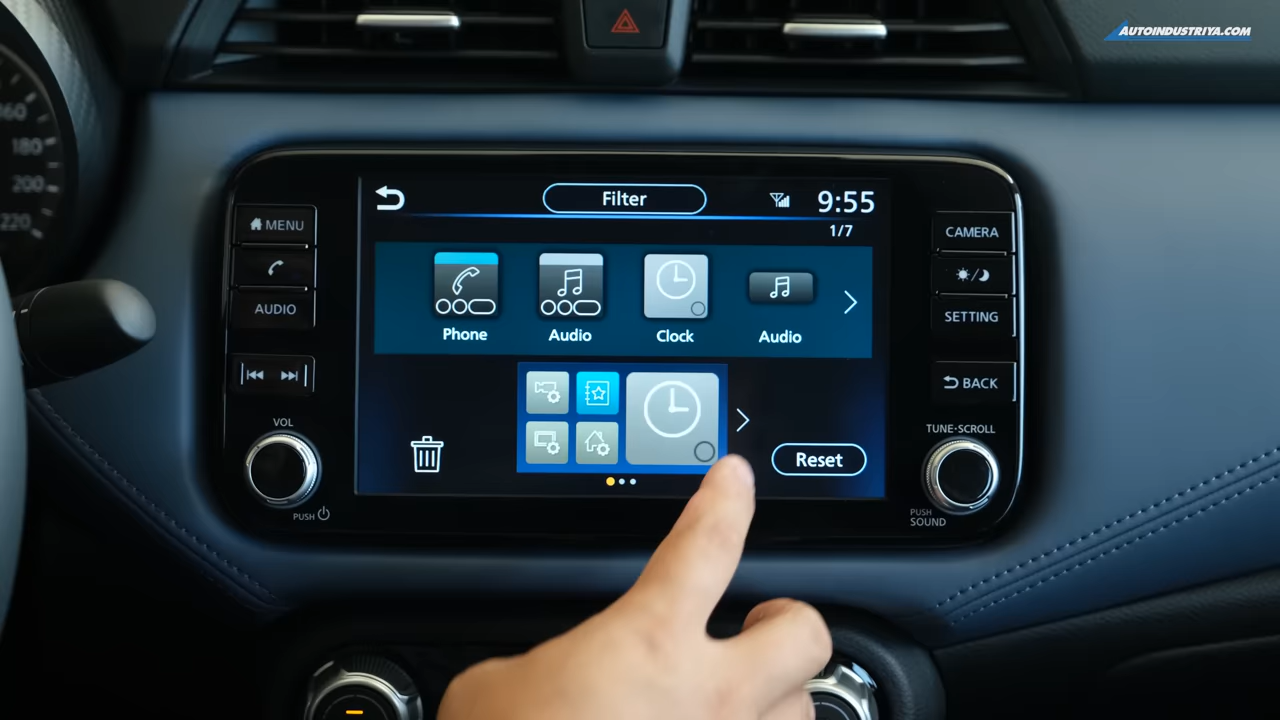 AUTOINDUSTRIYA.COM
160
180
200
220
MENU
AUDIO
VOL
PUSH
Filter
9:55
1/7
Phone
Audio
Clock
Audio
Reset
CAMERA
SETTING
BACK
TUNE·SCROLL
PUSH
SOUND